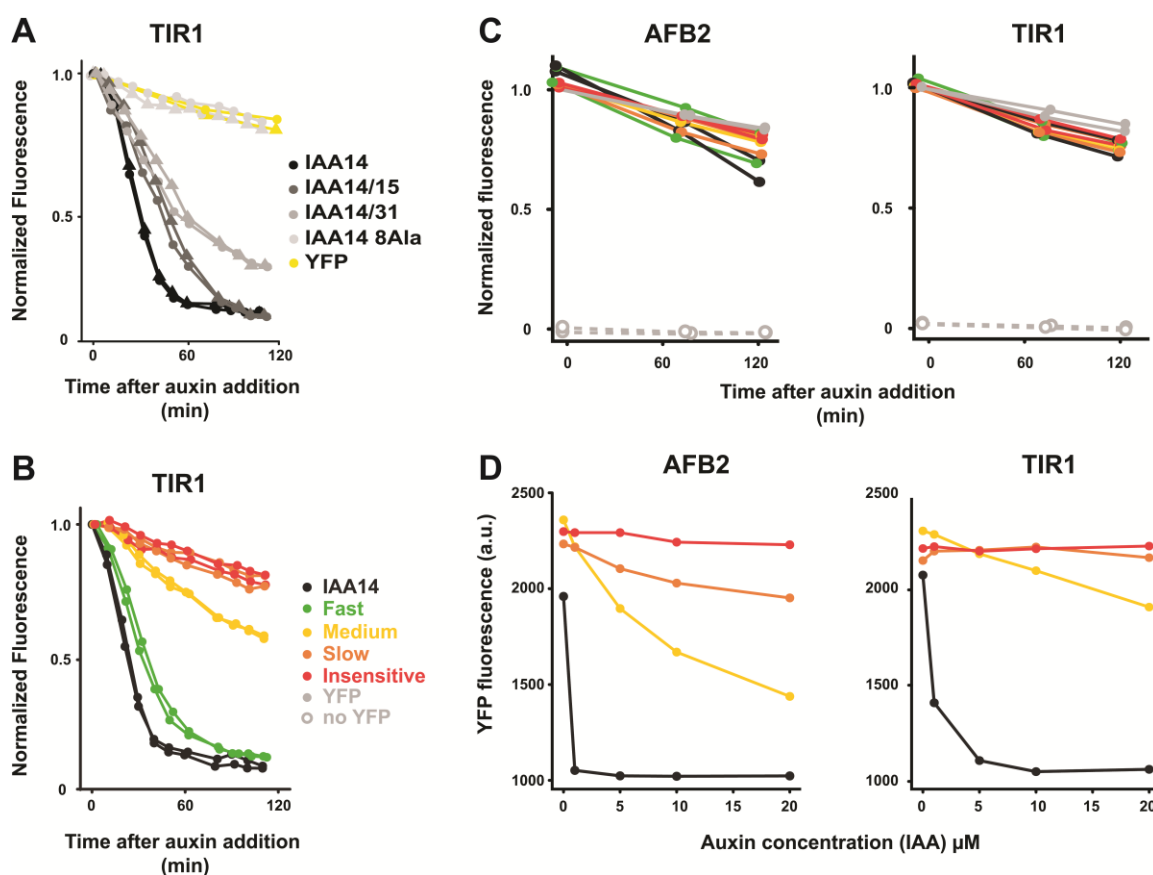 A
TIR1
Normalized Fluorescence
1.0
0.5
0
0
60
120
Time after auxin addition
(min)
IAA14
IAA14/15
IAA14/31
IAA14 8Ala
YFP
C
AFB2
TIR1
Normalized fluorescence
1.0
0.5
0
0
60
120
1.0
0.5
0
0
60
120
Time after auxin addition
(min)
B
TIR1
Normalized Fluorescence
1.0
0.5
0
0
60
120
Time after auxin addition
(min)
IAA14
Fast
Medium
Slow
Insensitive
YFP
no YFP
D
AFB2
TIR1
YFP fluorescence (a.u.)
2500
2000
1500
1000
0
5
10
15
20
2500
2000
1500
1000
0
5
10
15
20
Auxin concentration (IAA) µM